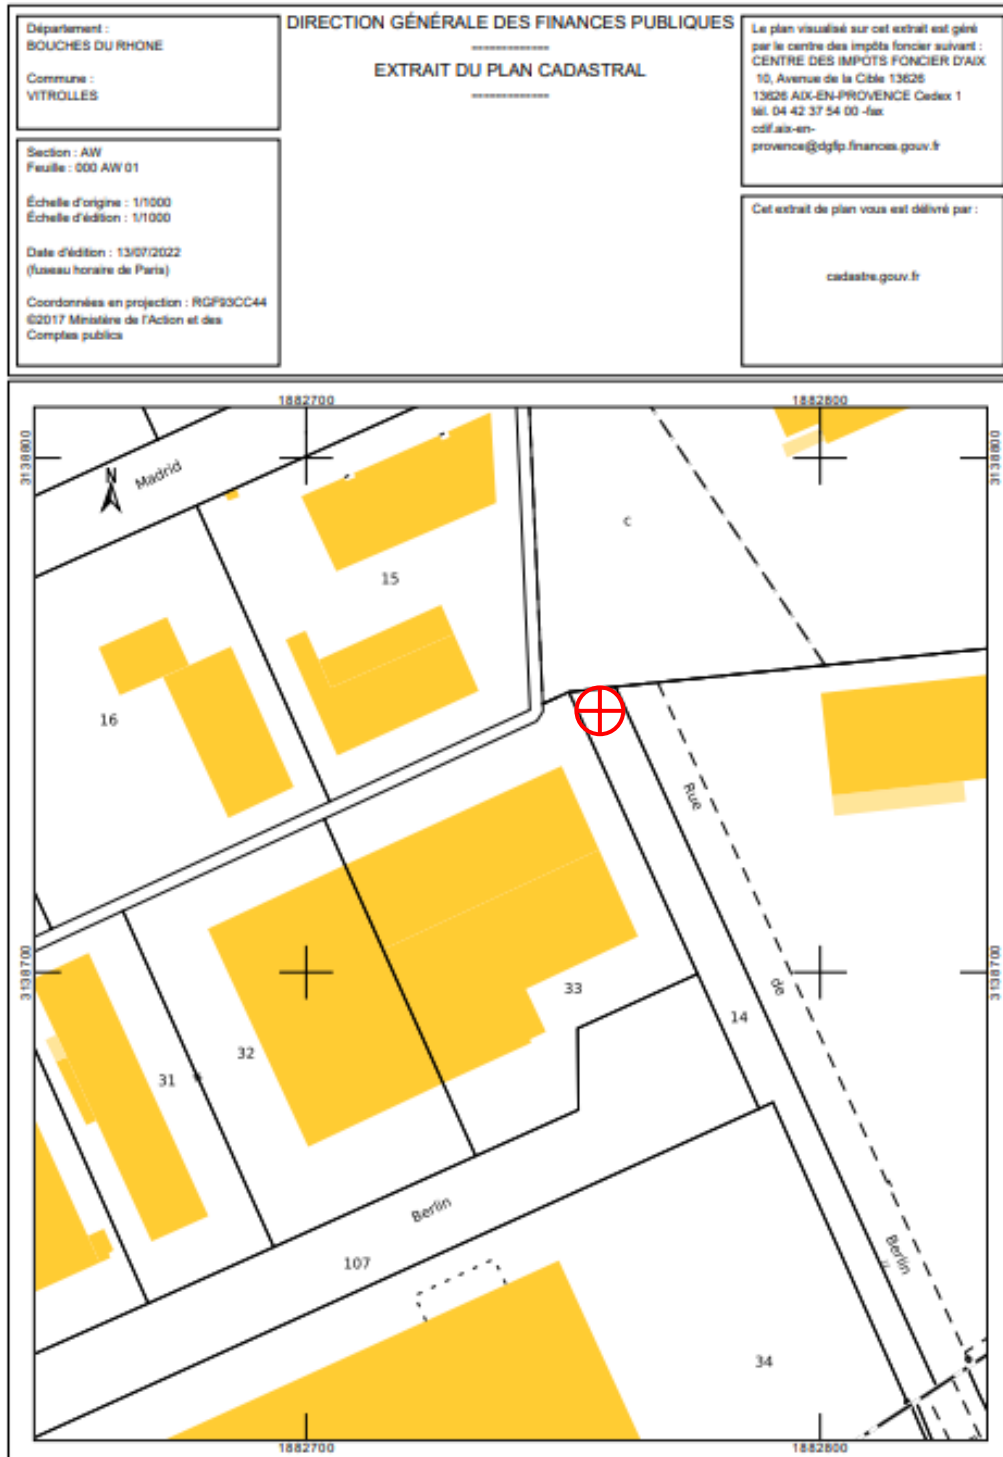 Département :
BOUCHES DU RHONE
Commune :
VITROLLES
Section : AW
Feuille : 000 AW 01
Échelle d'origine : 1/1000
Échelle d'édition : 1/1000
Date d'édition : 13/07/2022
(fuseau horaire de Paris)
Coordonnées en projection : RGF93CC44
©2017 Ministère de l'Action et des
Comptes publics
DIRECTION GÉNÉRALE DES FINANCES PUBLIQUES
-------------
EXTRAIT DU PLAN CADASTRAL
-------------
Le plan visualisé sur cet extrait est géré
par le centre des impôts foncier suivant :
CENTRE DES IMPOTS FONCIER D'AIX
10, Avenue de la Cible 13626
13626 AIX-EN-PROVENCE Cedex 1
tél. 04 42 37 54 00 -fax
cdif.aix-en-
provence@dgfip.finances.gouv.fr
Cet extrait de plan vous est délivré par :
cadastre.gouv.fr
1882700
1882800
3138800
3138800
N
Madrid
c
15
16
Rue
3138700
3138700
de
33
14
32
31
Berlin
Berlin
107
34
1882700
1882800